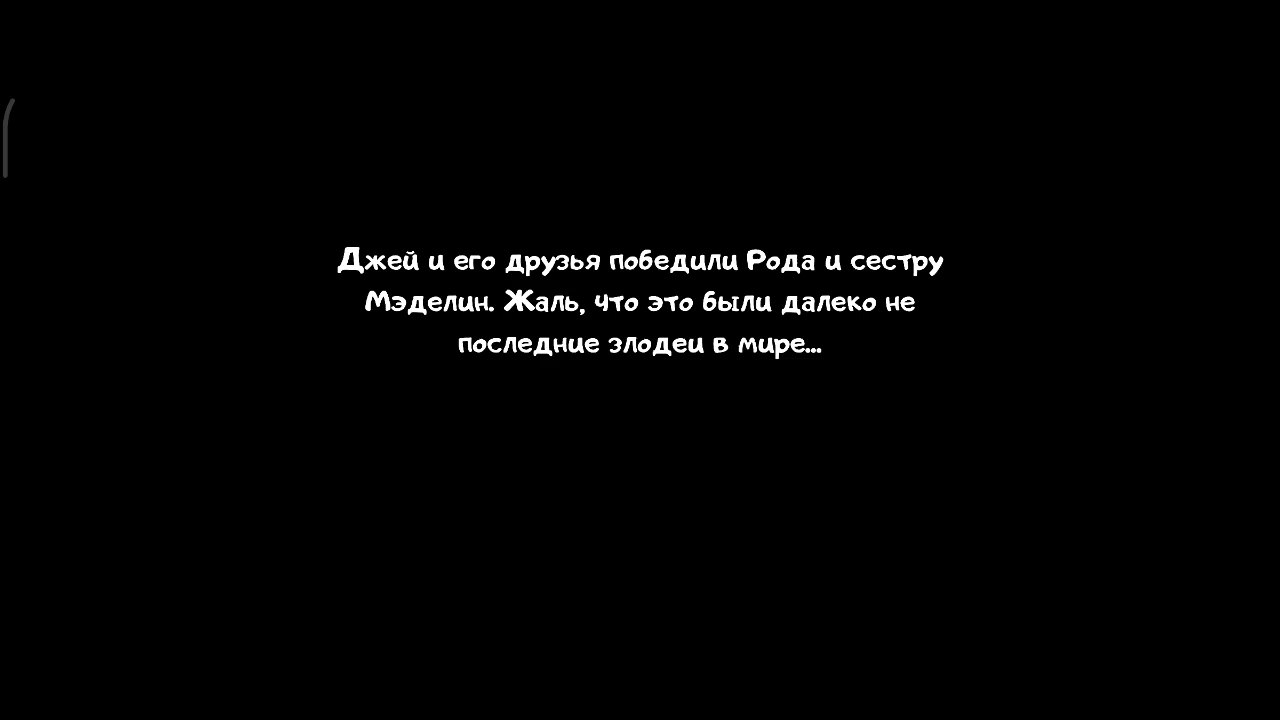 Джей и его друзья победили Рода и сестру
Мэделин. Жаль, что это были далеко не
последние злодеи в мире...